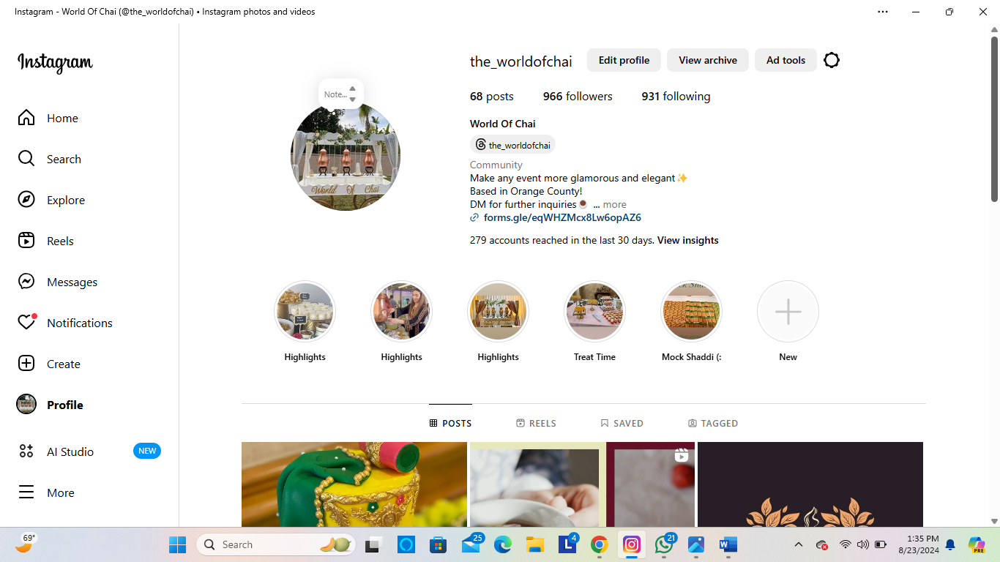 Instagram - World Of Chai (@the_worldofchai) • Instagram photos and videos
Instagram
Home
Search
Explore
Reels
Messages
Notifications
Create
Profile
AI Studio NEW
More
the_worldofchai Edit profile View archive Ad tools
68 posts 966 followers 931 following
Note...
World Of Chai
World Of Chai
the_worldofchai
Community
Make any event more glamorous and elegant✨
Based in Orange County!
DM for further inquiries☕ ... more
forms.gle/eqWHZMcx8Lw6opAZ6
279 accounts reached in the last 30 days. View insights
Highlights Highlights Highlights Treat Time Mock Shaddi (: New
POSTS REELS SAVED TAGGED
69°
Search
25
L 4
21
W
1:35 PM
8/23/2024
PRE